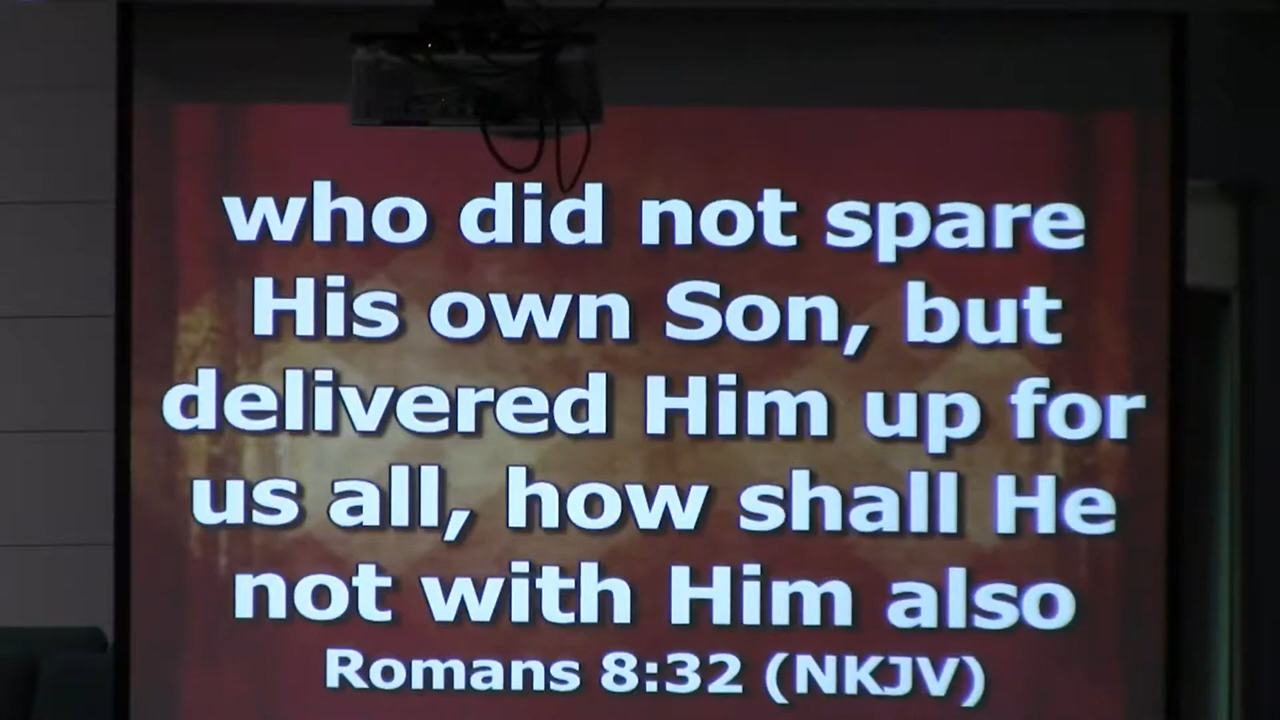 who did not spare
His own Son, but
delivered Him up for
us all, how shall He
not with Him also
Romans 8:32 (NKJV)